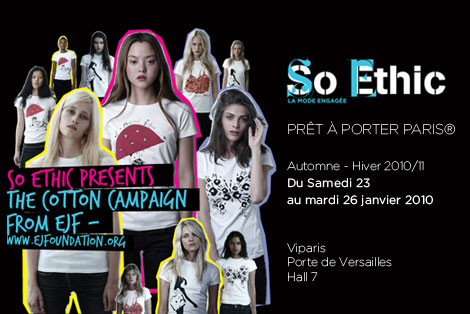 SO ETHIC PRESENTS
THE COTTON CAMPAIGN
FROM EJF –
WWW.EJFOUNDATION.ORG
So Ethic
LA MODE ENGAGÉE
PRÊT À PORTER PARIS®
Automne - Hiver 2010/11
Du Samedi 23
au mardi 26 janvier 2010
Viparis
Porte de Versailles
Hall 7